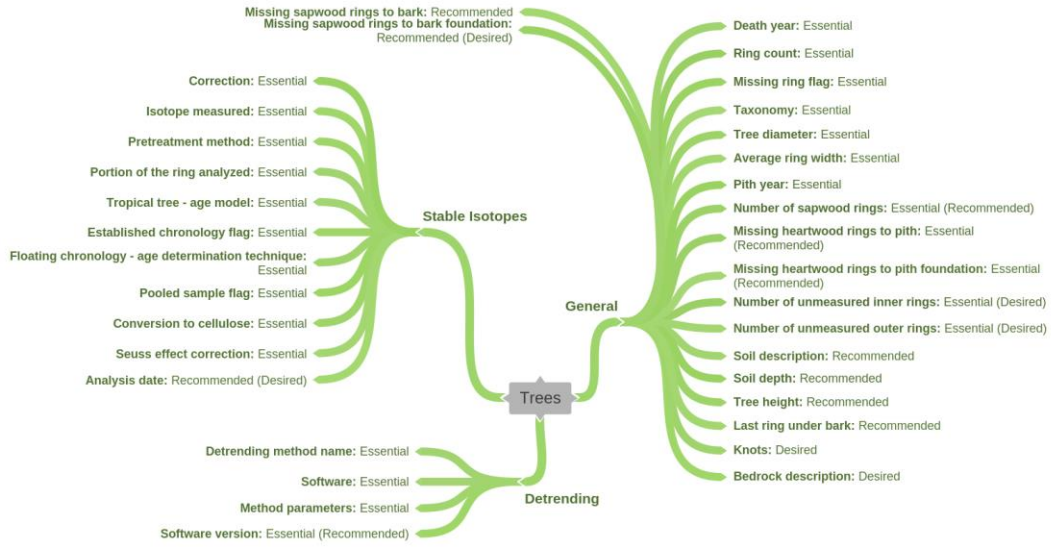 Missing sapwood rings to bark: Recommended
Missing sapwood rings to bark foundation:
Recommended (Desired)
Correction: Essential
Isotope measured: Essential
Pretreatment method: Essential
Portion of the ring analyzed: Essential
Tropical tree - age model: Essential
Established chronology flag: Essential
Floating chronology - age determination technique:
Essential
Pooled sample flag: Essential
Conversion to cellulose: Essential
Seuss effect correction: Essential
Analysis date: Recommended (Desired)
Stable Isotopes
Detrending method name: Essential
Software: Essential
Method parameters: Essential
Software version: Essential (Recommended)
Detrending
Trees
General
Death year: Essential
Ring count: Essential
Missing ring flag: Essential
Taxonomy: Essential
Tree diameter: Essential
Average ring width: Essential
Pith year: Essential
Number of sapwood rings: Essential (Recommended)
Missing heartwood rings to pith: Essential
(Recommended)
Missing heartwood rings to pith foundation: Essential
(Recommended)
Number of unmeasured inner rings: Essential (Desired)
Number of unmeasured outer rings: Essential (Desired)
Soil description: Recommended
Soil depth: Recommended
Tree height: Recommended
Last ring under bark: Recommended
Knots: Desired
Bedrock description: Desired